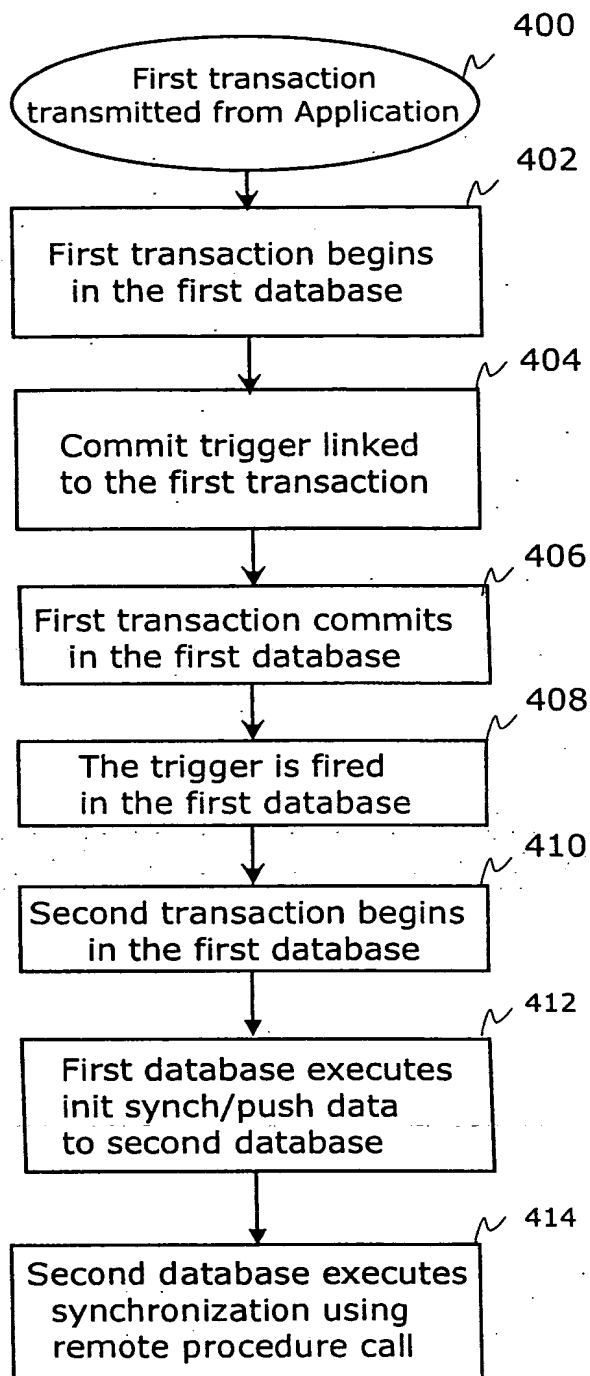 400
First transaction
transmitted from Application
402
First transaction begins
in the first database
404
Commit trigger linked
to the first transaction
406
First transaction commits
in the first database
408
The trigger is fired
in the first database
410
Second transaction begins
in the first database
412
First database executes
init synch/push data
to second database
414
Second database executes
synchronization using
remote procedure call